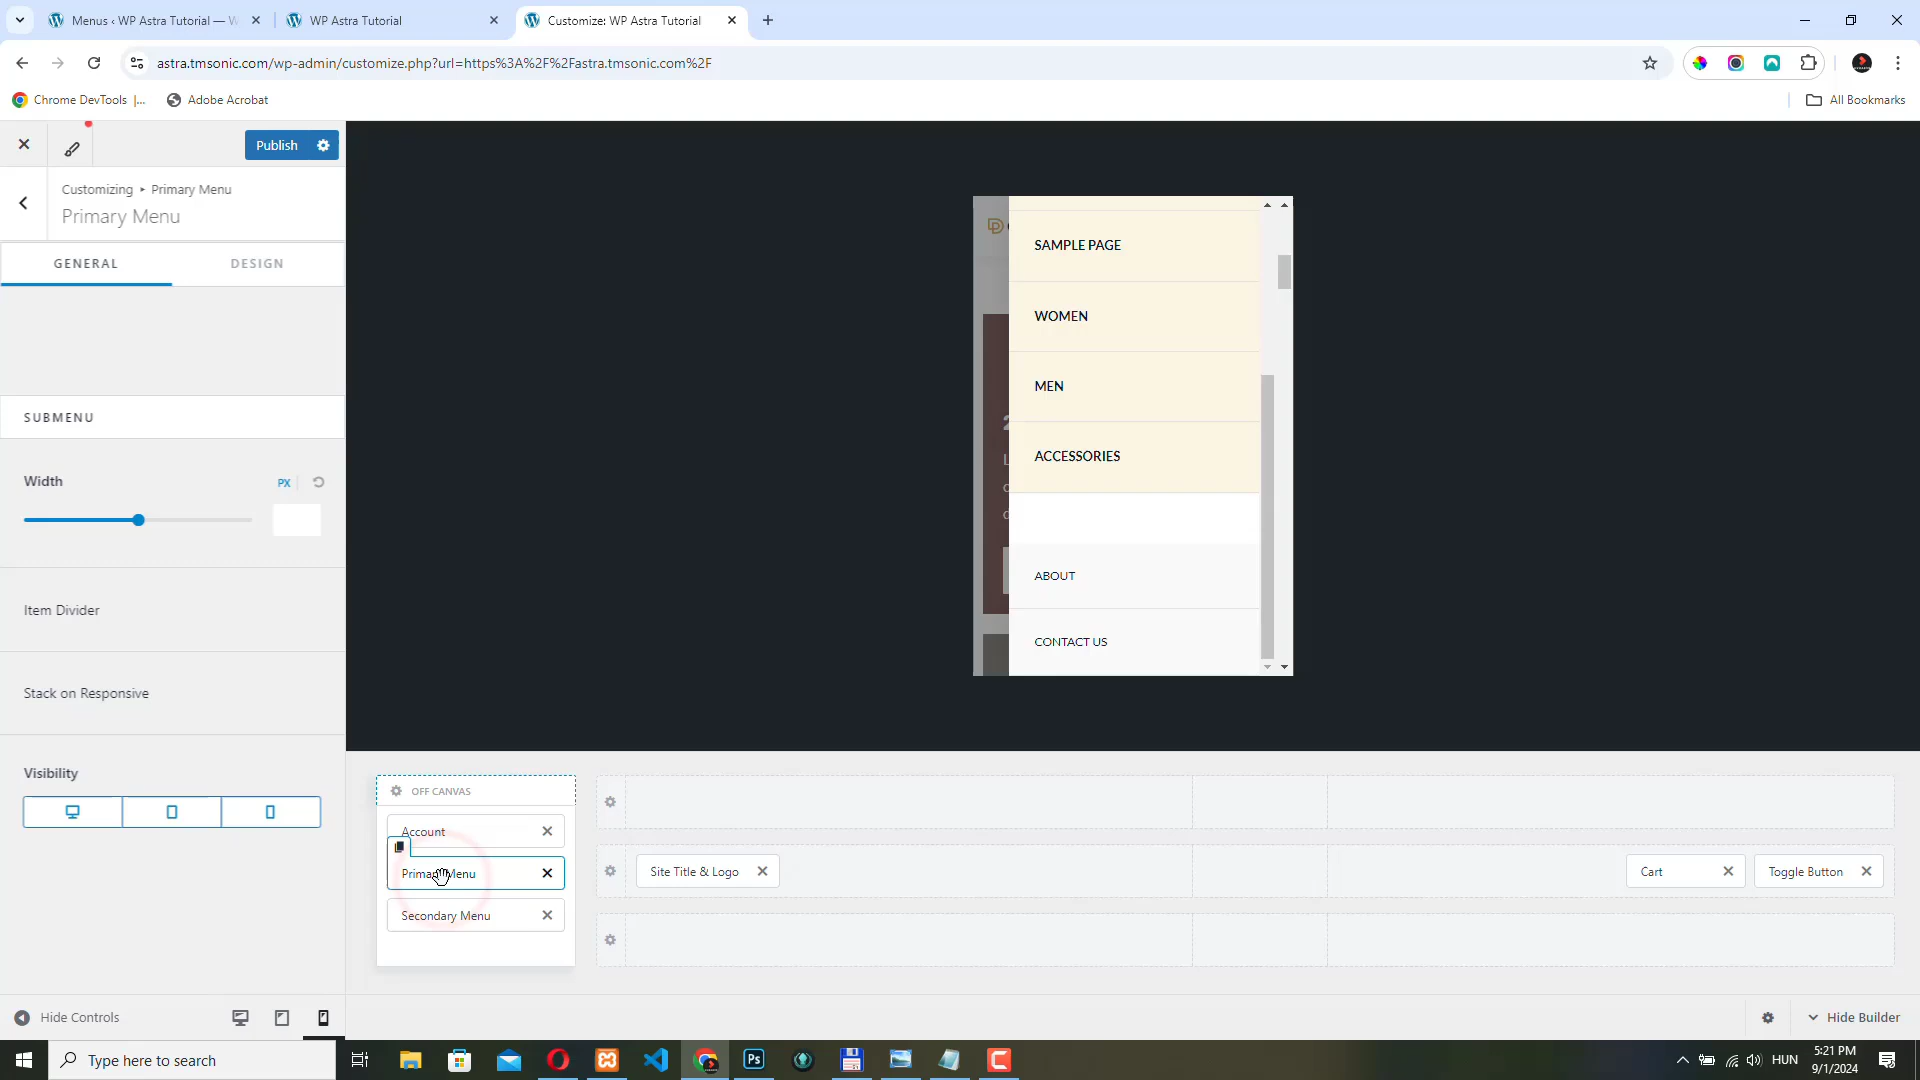 Menus ‹ WP Astra Tutorial — W
WP Astra Tutorial
Customize: WP Astra Tutorial
astra.tmsonic.com/wp-admin/customize.php?url=https%3A%2F%2Fastra.tmsonic.com%2F
Chrome DevTools |...
Adobe Acrobat
All Bookmarks
Publish
Customizing ▸ Primary Menu
Primary Menu
GENERAL
DESIGN
SUBMENU
Width
PX
Item Divider
Stack on Responsive
Visibility
SAMPLE PAGE
WOMEN
MEN
ACCESSORIES
ABOUT
CONTACT US
OFF CANVAS
Account
Primary Menu
Secondary Menu
Site Title & Logo
Cart
Toggle Button
Hide Controls
Hide Builder
Type here to search
Ps
HUN
5:21 PM
9/1/2024